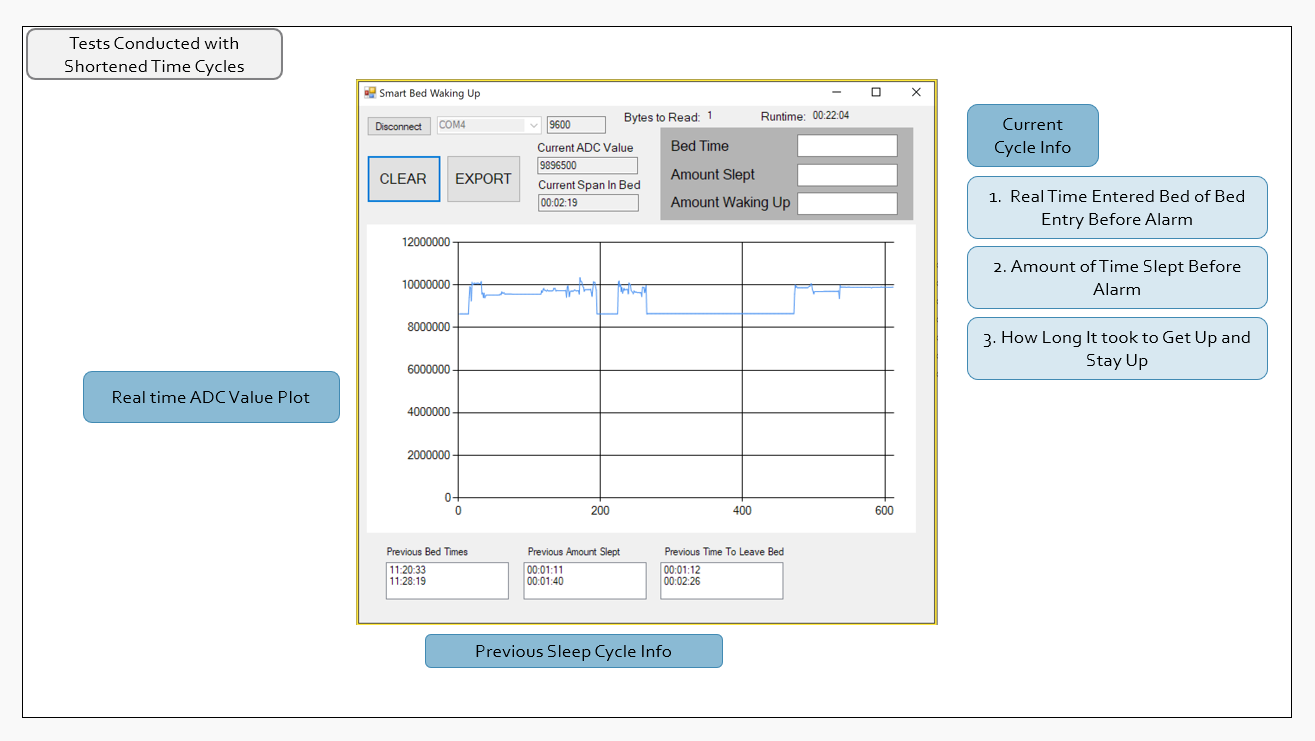 Tests Conducted with
Shortened Time Cycles
Smart Bed Waking Up
Disconnect COM4 9600 Bytes to Read: 1 Runtime: 00:22:04
CLEAR EXPORT
Current ADC Value
9896500
Current Span In Bed
00:02:19
Bed Time
Amount Slept
Amount Waking Up
12000000
10000000
8000000
6000000
4000000
2000000
0
0 200 400 600
Previous Bed Times
11:20:33
11:28:19
Previous Amount Slept
00:01:11
00:01:40
Previous Time To Leave Bed
00:01:12
00:02:26
Real time ADC Value Plot
Previous Sleep Cycle Info
Current
Cycle Info
1. Real Time Entered Bed of Bed
Entry Before Alarm
2. Amount of Time Slept Before
Alarm
3. How Long It took to Get Up and
Stay Up